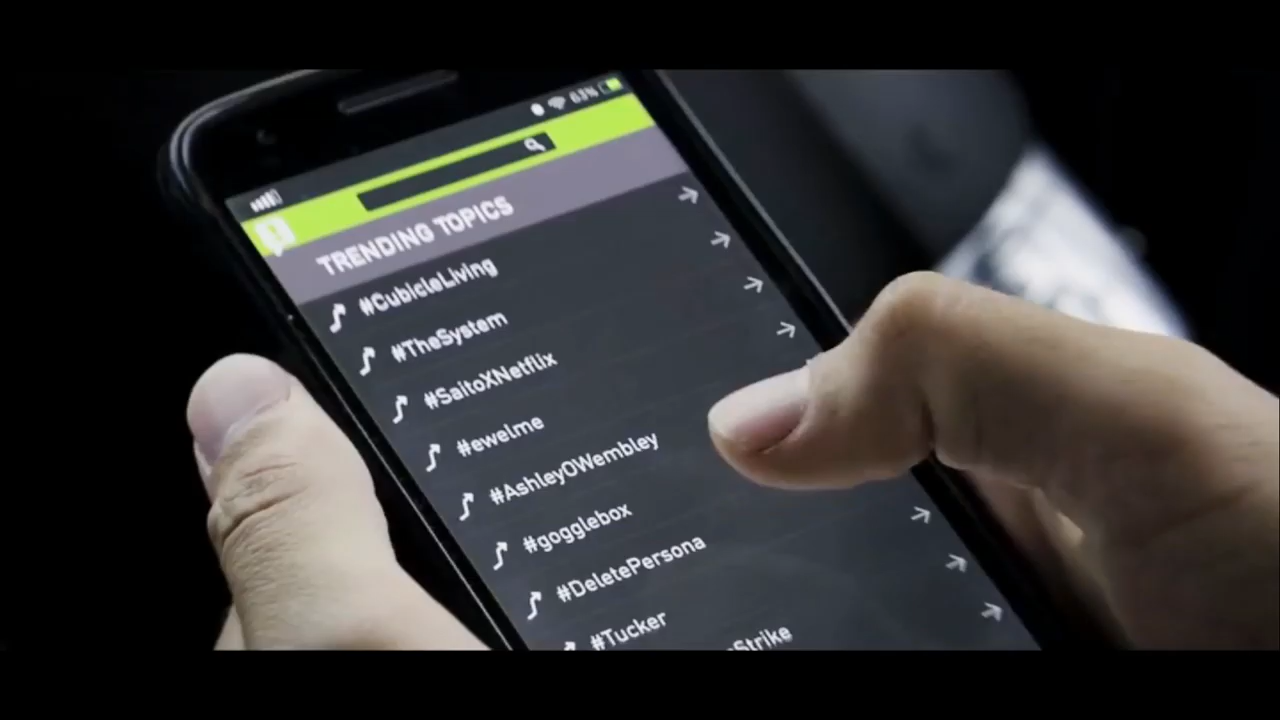 63%
TRENDING TOPICS
#CubicleLiving
#TheSystem
#SaitoXNetflix
#ewelme
#AshleyOWembley
#gogglebox
#DeletePersona
#Tucker